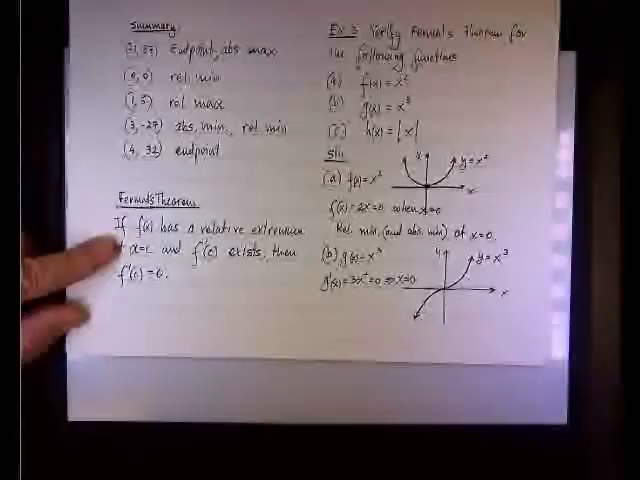 Summary
(-1, 37) Endpoint, abs max
(0, 0) rel. min
(1, 5) rel max
(3, -27) abs, min, rel min
(4, 32) endpoint
Fermat's Theorem
If f(x) has a relative extremum
at x=c and f'(c) exists, then
f'(c) = 0.
Ex 3 Verify Fermat's Theorem for
the following functions
(a) f(x) = x²
(b) g(x) = x³
(c) h(x) = |x|
Sln
(a) f(x) = x²
y = x²
x
f'(x) = 2x = 0 when x=0
Rel. min. (and abs. min) at x=0.
(b) g(x) = x³
y
y = x³
g'(x) = 3x² = 0 ⇒ x=0
x